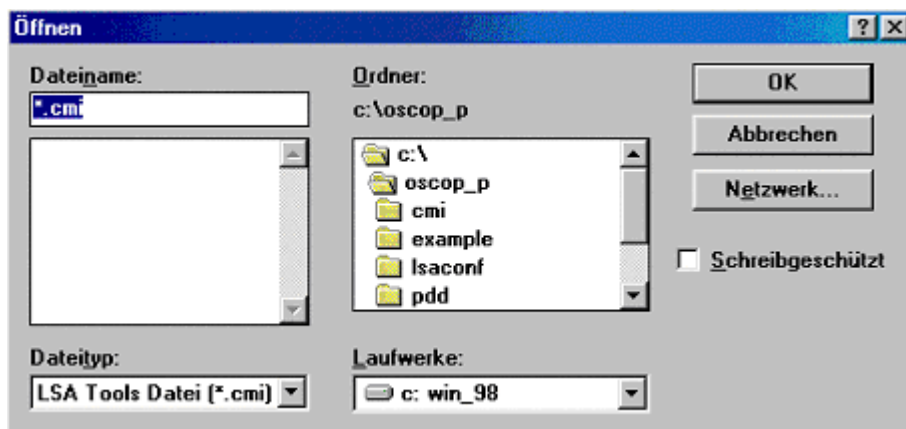 Öffnen
Dateiname:
*.cmi
Ordner:
c:\oscop_p
c:\
oscop_p
cmi
example
lsaconf
pdd
OK
Abbrechen
Netzwerk...
Schreibgeschützt
Dateityp:
LSA Tools Datei (*.cmi)
Laufwerke:
c: win_98